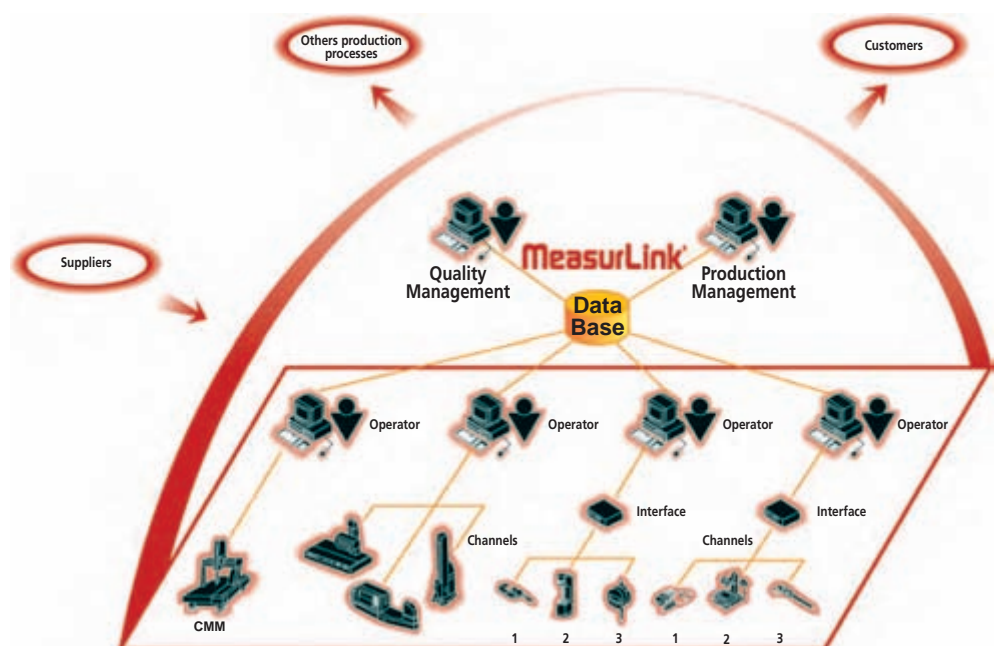 Others production
processes
Customers
Suppliers
MeasurLink®
Quality
Management
Production
Management
Data
Base
Operator
Operator
Operator
Operator
Interface
Interface
Channels
Channels
CMM
1
2
3
1
2
3